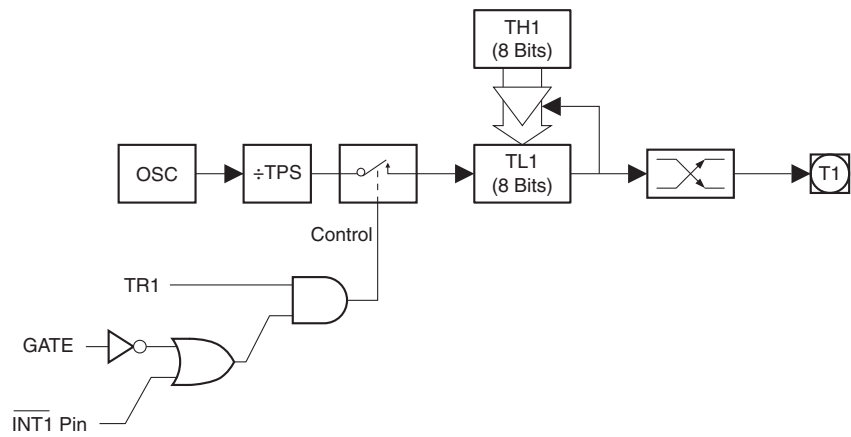 TH1
(8 Bits)
OSC
÷TPS
TL1
(8 Bits)
T1
Control
TR1
GATE
INT1 Pin